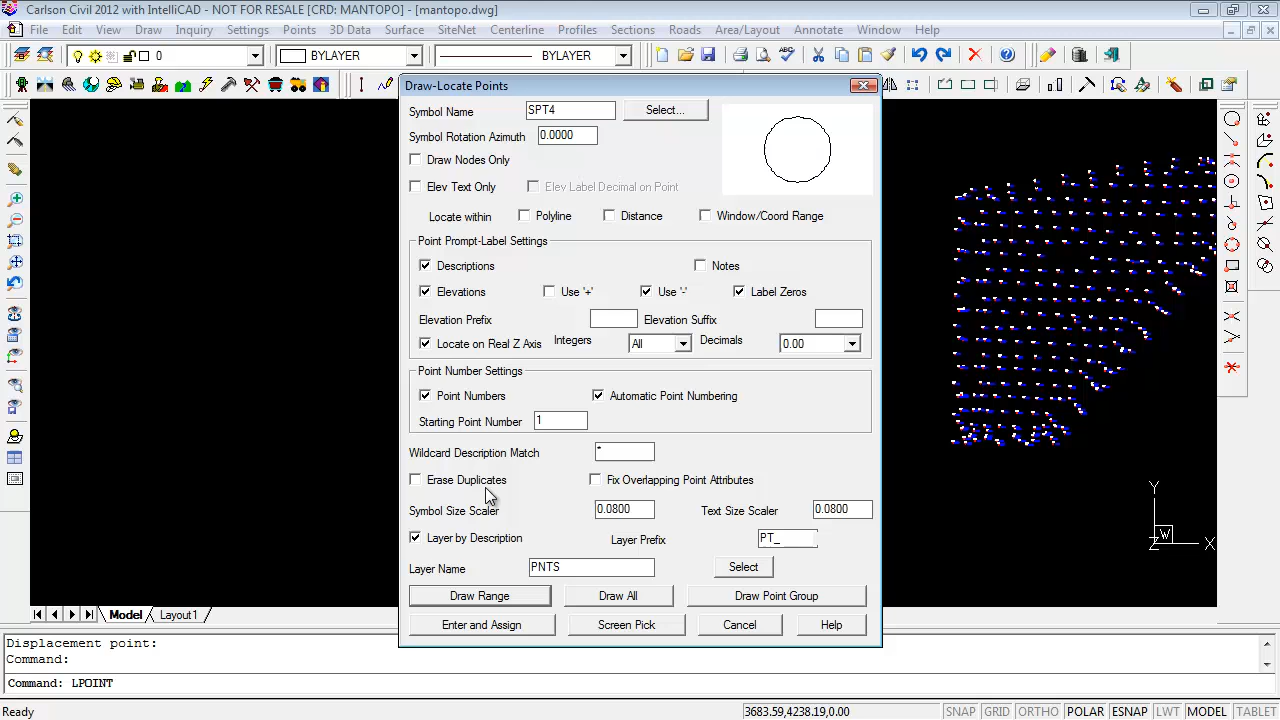 Carlson Civil 2012 with IntelliCAD - NOT FOR RESALE [CRD: MANTOPO] - [mantopo.dwg]
File Edit View Draw Inquiry Settings Points 3D Data Surface SiteNet Centerline Profiles Sections Roads Area/Layout Annotate Window Help
0 BYLAYER BYLAYER
Draw-Locate Points
Symbol Name SPT4 Select...
Symbol Rotation Azimuth 0.0000
Draw Nodes Only
Elev Text Only Elev Label Decimal on Point
Locate within Polyline Distance Window/Coord Range
Point Prompt-Label Settings
Descriptions Notes
Elevations Use '+' Use '-' Label Zeros
Elevation Prefix Elevation Suffix
Locate on Real Z Axis Integers All Decimals 0.00
Point Number Settings
Point Numbers Automatic Point Numbering
Starting Point Number 1
Wildcard Description Match *
Erase Duplicates Fix Overlapping Point Attributes
Symbol Size Scaler 0.0800 Text Size Scaler 0.0800
Layer by Description Layer Prefix PT_
Layer Name PNTS Select
Draw Range Draw All Draw Point Group
Enter and Assign Screen Pick Cancel Help
Y
W
Z X
Model Layout1
Displacement point:
Command:
Command: LPOINT
Ready 3683.59,4238.19,0.00 SNAP GRID ORTHO POLAR ESNAP LWT MODEL TABLET